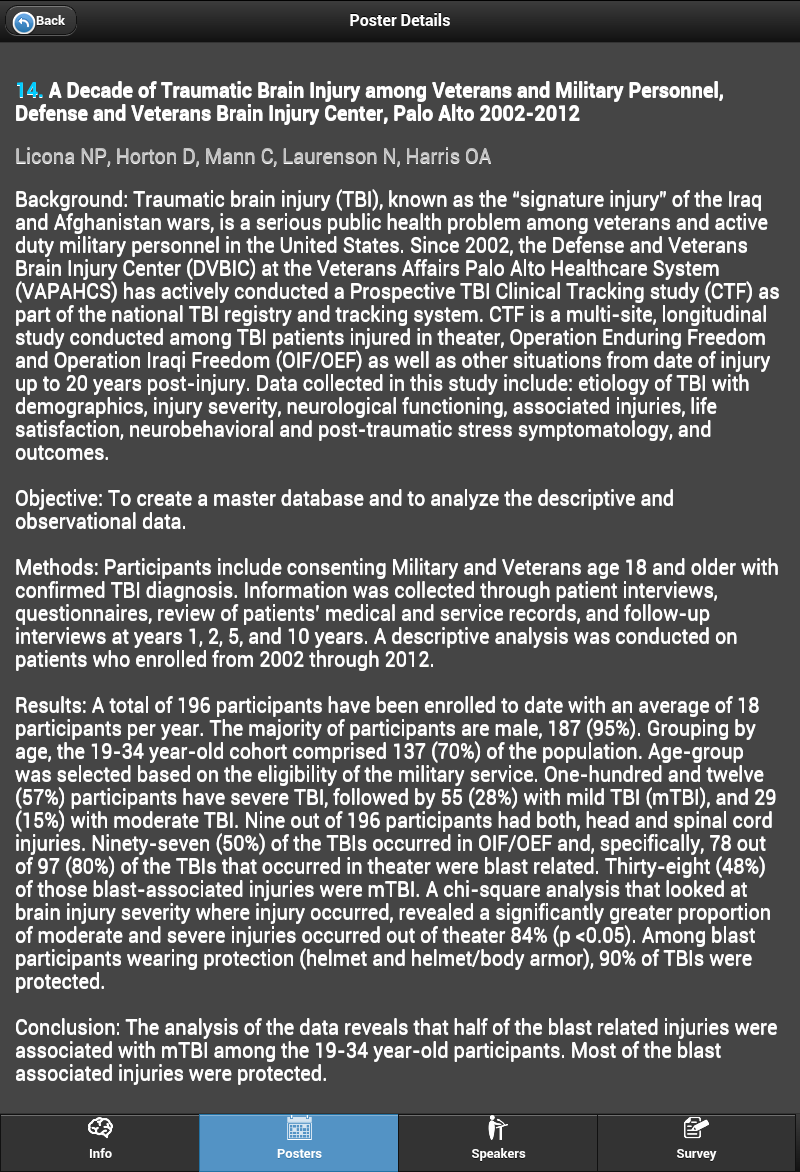 Back
Poster Details
14. A Decade of Traumatic Brain Injury among Veterans and Military Personnel,
Defense and Veterans Brain Injury Center, Palo Alto 2002-2012
Licona NP, Horton D, Mann C, Laurenson N, Harris OA
Background: Traumatic brain injury (TBI), known as the “signature injury” of the Iraq
and Afghanistan wars, is a serious public health problem among veterans and active
duty military personnel in the United States. Since 2002, the Defense and Veterans
Brain Injury Center (DVBIC) at the Veterans Affairs Palo Alto Healthcare System
(VAPAHCS) has actively conducted a Prospective TBI Clinical Tracking study (CTF) as
part of the national TBI registry and tracking system. CTF is a multi-site, longitudinal
study conducted among TBI patients injured in theater, Operation Enduring Freedom
and Operation Iraqi Freedom (OIF/OEF) as well as other situations from date of injury
up to 20 years post-injury. Data collected in this study include: etiology of TBI with
demographics, injury severity, neurological functioning, associated injuries, life
satisfaction, neurobehavioral and post-traumatic stress symptomatology, and
outcomes.
Objective: To create a master database and to analyze the descriptive and
observational data.
Methods: Participants include consenting Military and Veterans age 18 and older with
confirmed TBI diagnosis. Information was collected through patient interviews,
questionnaires, review of patients’ medical and service records, and follow-up
interviews at years 1, 2, 5, and 10 years. A descriptive analysis was conducted on
patients who enrolled from 2002 through 2012.
Results: A total of 196 participants have been enrolled to date with an average of 18
participants per year. The majority of participants are male, 187 (95%). Grouping by
age, the 19-34 year-old cohort comprised 137 (70%) of the population. Age-group
was selected based on the eligibility of the military service. One-hundred and twelve
(57%) participants have severe TBI, followed by 55 (28%) with mild TBI (mTBI), and 29
(15%) with moderate TBI. Nine out of 196 participants had both, head and spinal cord
injuries. Ninety-seven (50%) of the TBIs occurred in OIF/OEF and, specifically, 78 out
of 97 (80%) of the TBIs that occurred in theater were blast related. Thirty-eight (48%)
of those blast-associated injuries were mTBI. A chi-square analysis that looked at
brain injury severity where injury occurred, revealed a significantly greater proportion
of moderate and severe injuries occurred out of theater 84% (p <0.05). Among blast
participants wearing protection (helmet and helmet/body armor), 90% of TBIs were
protected.
Conclusion: The analysis of the data reveals that half of the blast related injuries were
associated with mTBI among the 19-34 year-old participants. Most of the blast
associated injuries were protected.
Info
Posters
Speakers
Survey